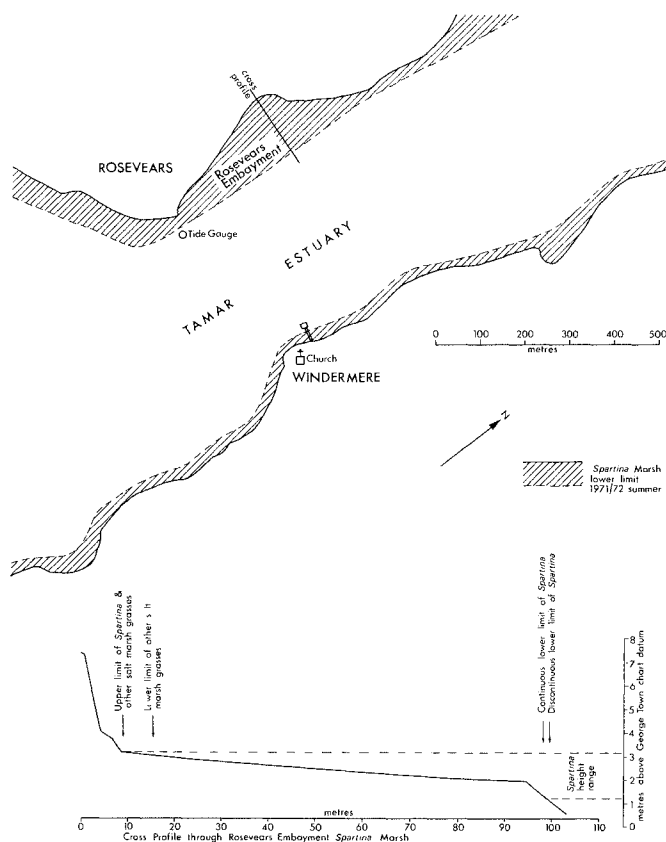 cross
profile
ROSEVEARS
Rosevears
Embayment
Tide Gauge
ESTUARY
TAMAR
0 100 200 300 400 500
metres
Church
WINDERMERE
N
Spartina Marsh
lower limit
1971/72 summer
Upper limit of Spartina &
other salt marsh grasses
limit of other
marsh grasses
Continuous lower limit of Spartina
Discontinuous lower limit of Spartina
8
7
6
5
4
3
2
1
0
metres above George Town chart datum
Spartina
height
range
metres
0 10 20 30 40 50 60 70 80 90 100 110
Cross Profile through Rosevears Embayment Spartina Marsh